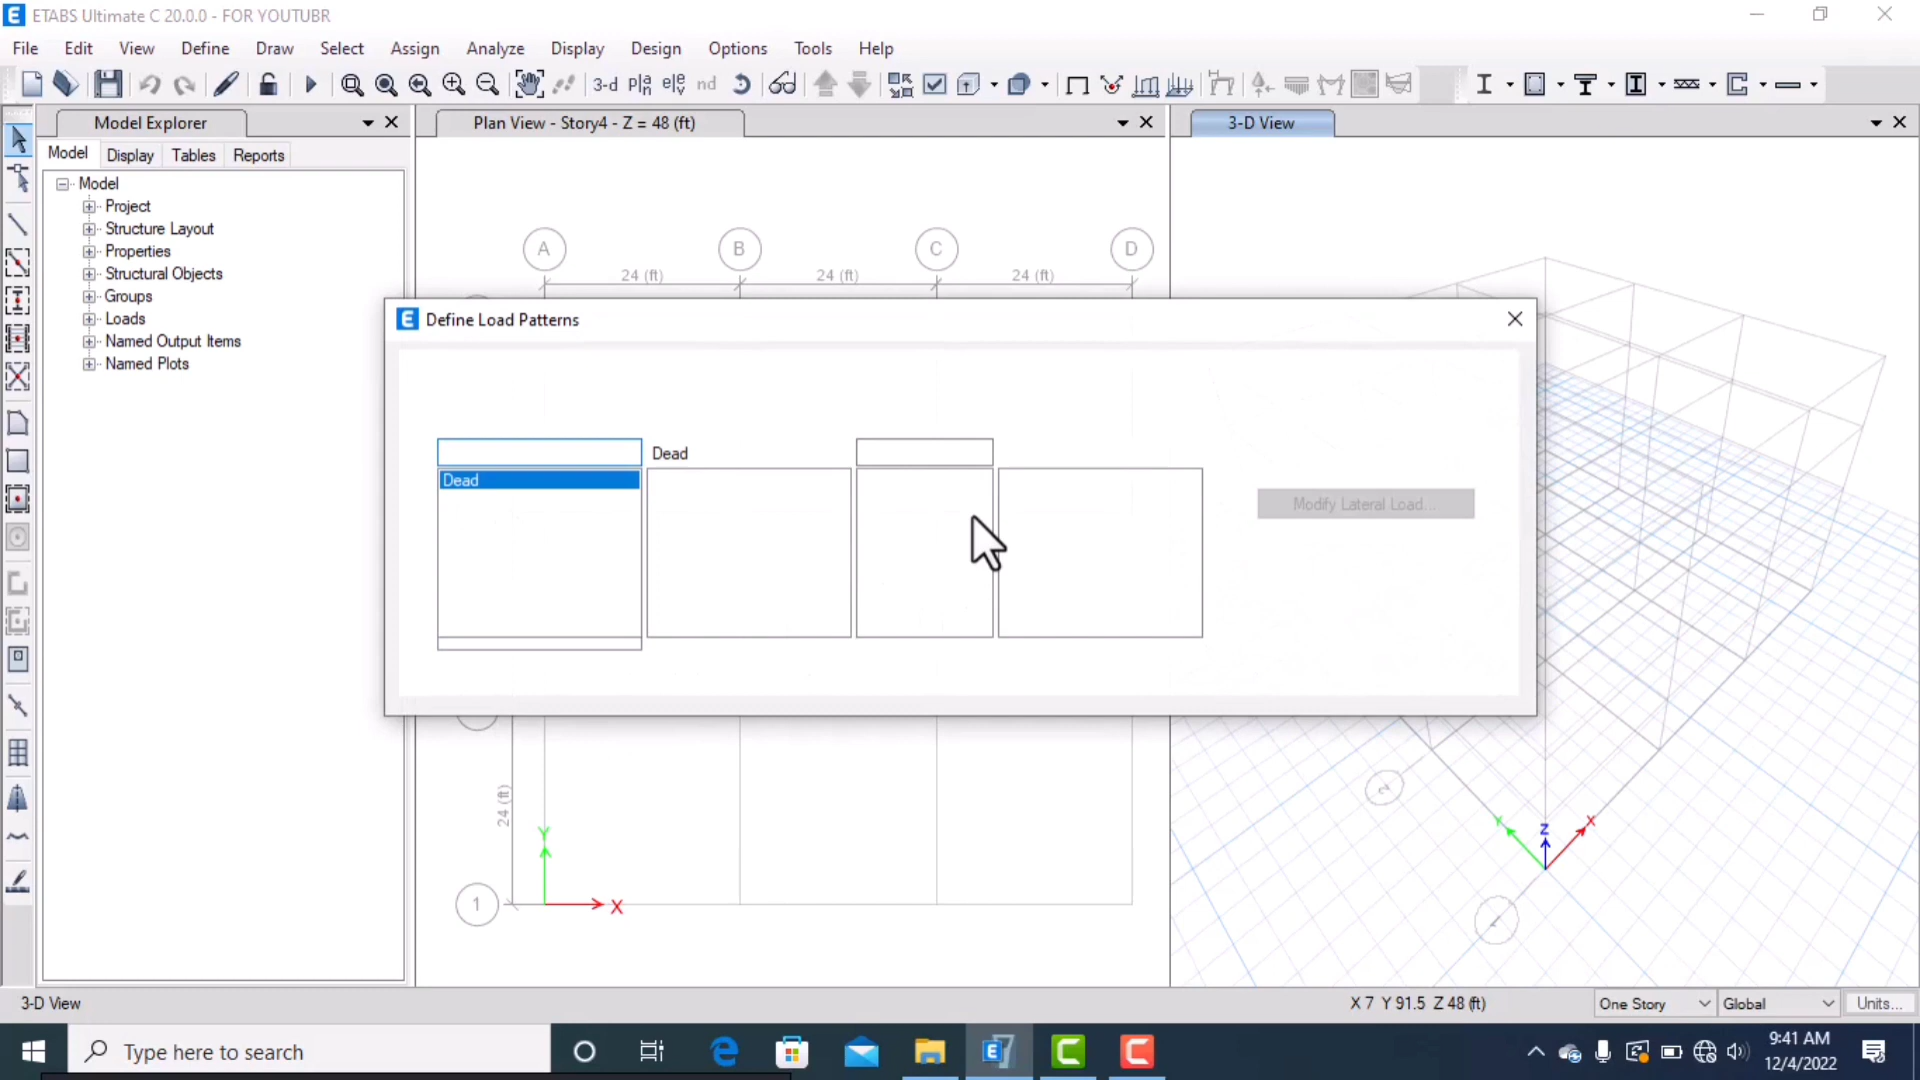 ETABS Ultimate C 20.0.0 - FOR YOUTUBR
File Edit View Define Draw Select Assign Analyze Display Design Options Tools Help
3-d pla ele nd
Model Explorer
Plan View - Story4 - Z = 48 (ft)
3-D View
Model Display Tables Reports
Model
Project
Structure Layout
Properties
Structural Objects
Groups
Loads
Named Output Items
Named Plots
A B C D
24 (ft) 24 (ft) 24 (ft)
Define Load Patterns
Dead
Dead
Modify Lateral Load...
24 (ft)
Y
X
1
Y Z X
3-D View
X 7 Y 91.5 Z 48 (ft)
One Story
Global
Units...
Type here to search
9:41 AM
12/4/2022